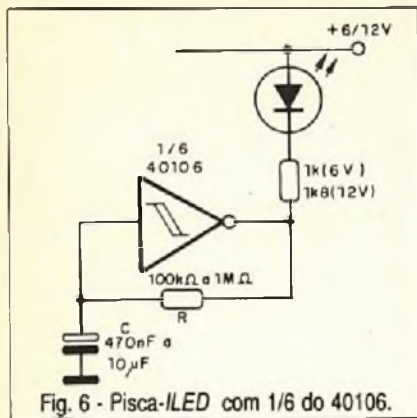 +6/12V
1/6
40106
1k(6V)
1k8(12V)
100kΩ a 1MΩ
R
C
470nF a
10µF
Fig. 6 - Pisca-ILED com 1/6 do 40106.